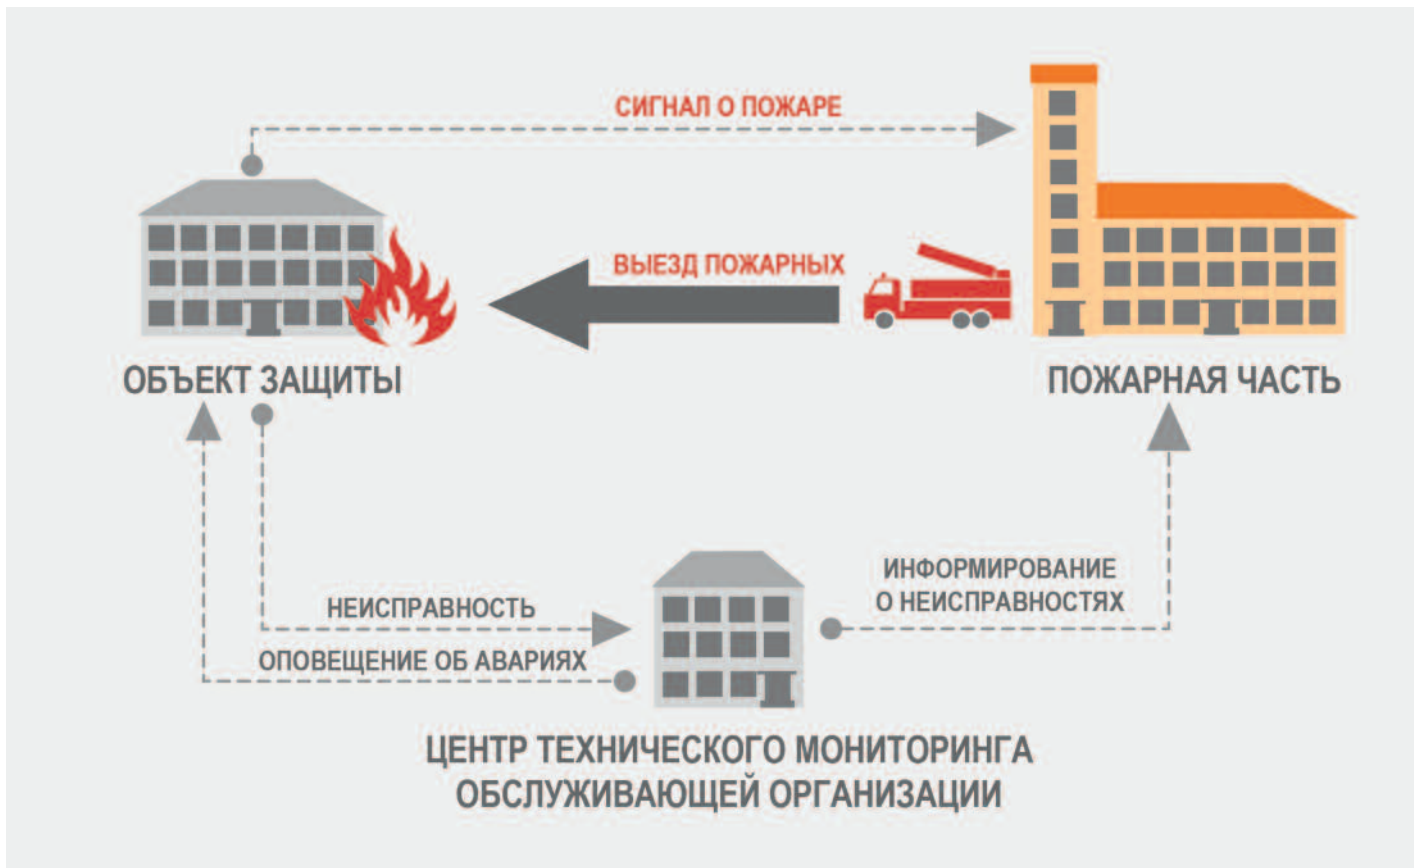 СИГНАЛ О ПОЖАРЕ
ВЫЕЗД ПОЖАРНЫХ
ОБЪЕКТ ЗАЩИТЫ
ПОЖАРНАЯ ЧАСТЬ
НЕИСПРАВНОСТЬ
ОПОВЕЩЕНИЕ ОБ АВАРИЯХ
ИНФОРМИРОВАНИЕ
О НЕИСПРАВНОСТЯХ
ЦЕНТР ТЕХНИЧЕСКОГО МОНИТОРИНГА
ОБСЛУЖИВАЮЩЕЙ ОРГАНИЗАЦИИ